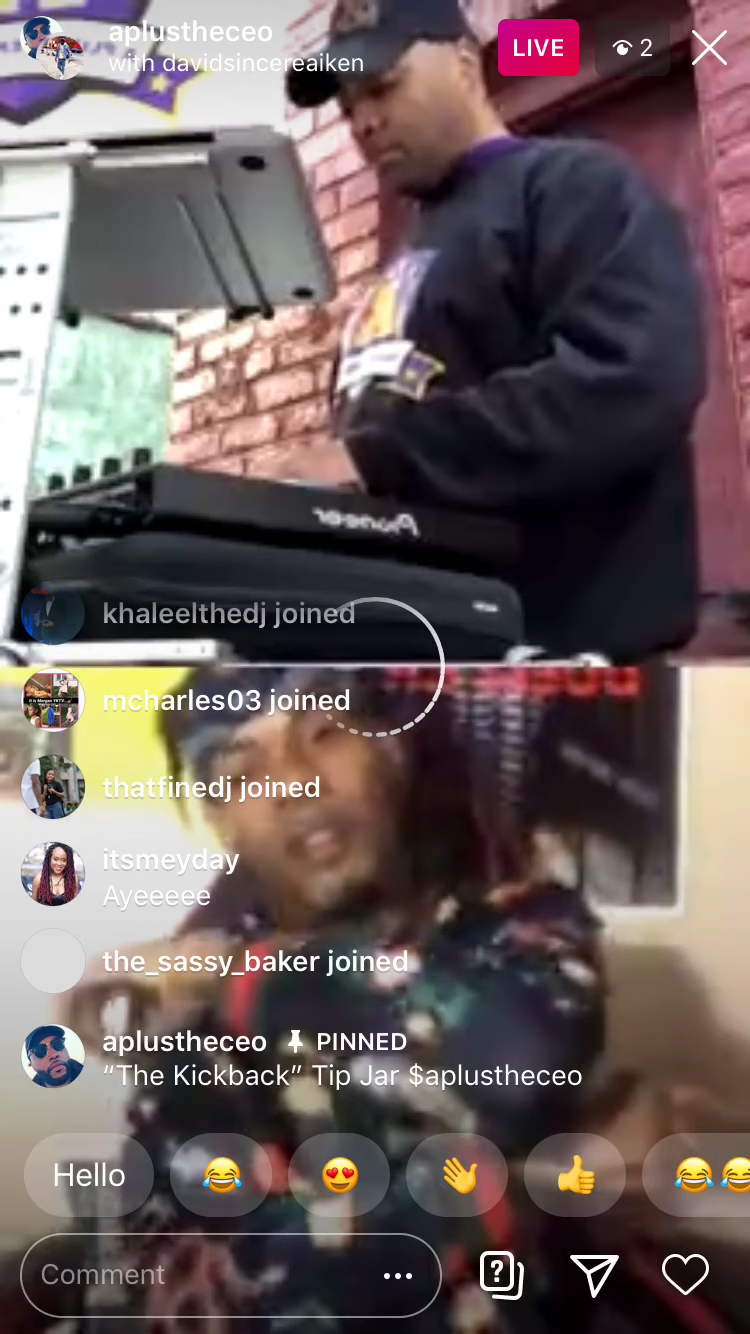 aplustheceo
with davidsincereaiken
LIVE
2
Pioneer
khaleelthedj joined
mcharles03 joined
thatfinedj joined
itsmeyday
Ayeeeee
the_sassy_baker joined
aplustheceo PINNED
“The Kickback” Tip Jar $aplustheceo
Hello 😂 😍 👋 👍 😂😂
Comment